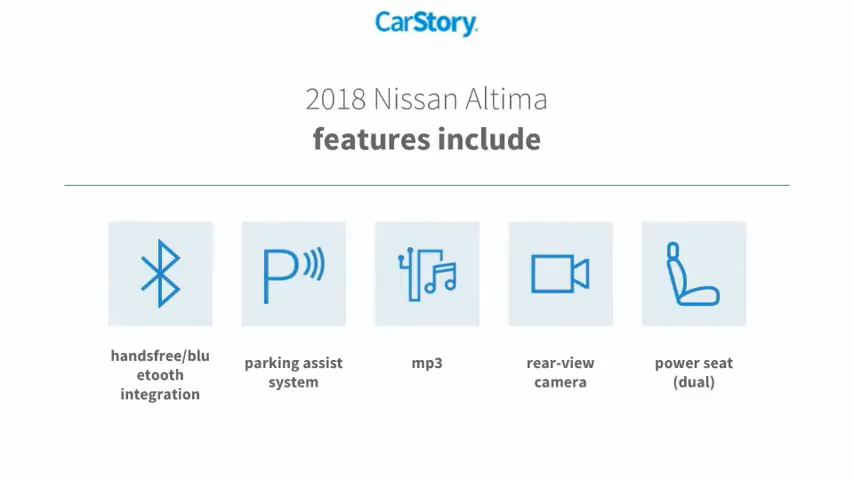 CarStory
2018 Nissan Altima
features include
P
handsfree/blu
etooth
integration
parking assist
system
mp3
rear-view
camera
power seat
(dual)